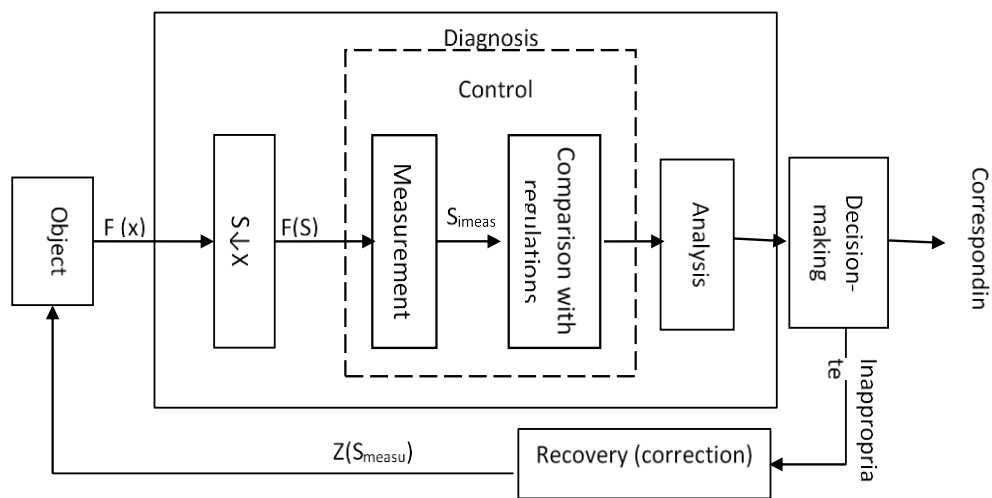 Diagnosis
Control
Object
F (x)
S↓X
F(S)
Measurement
Simeas
Comparison with
regulations
Analysis
Decision-
making
Correspondin
Inappropria
te
Recovery (correction)
Z(Smeasu)